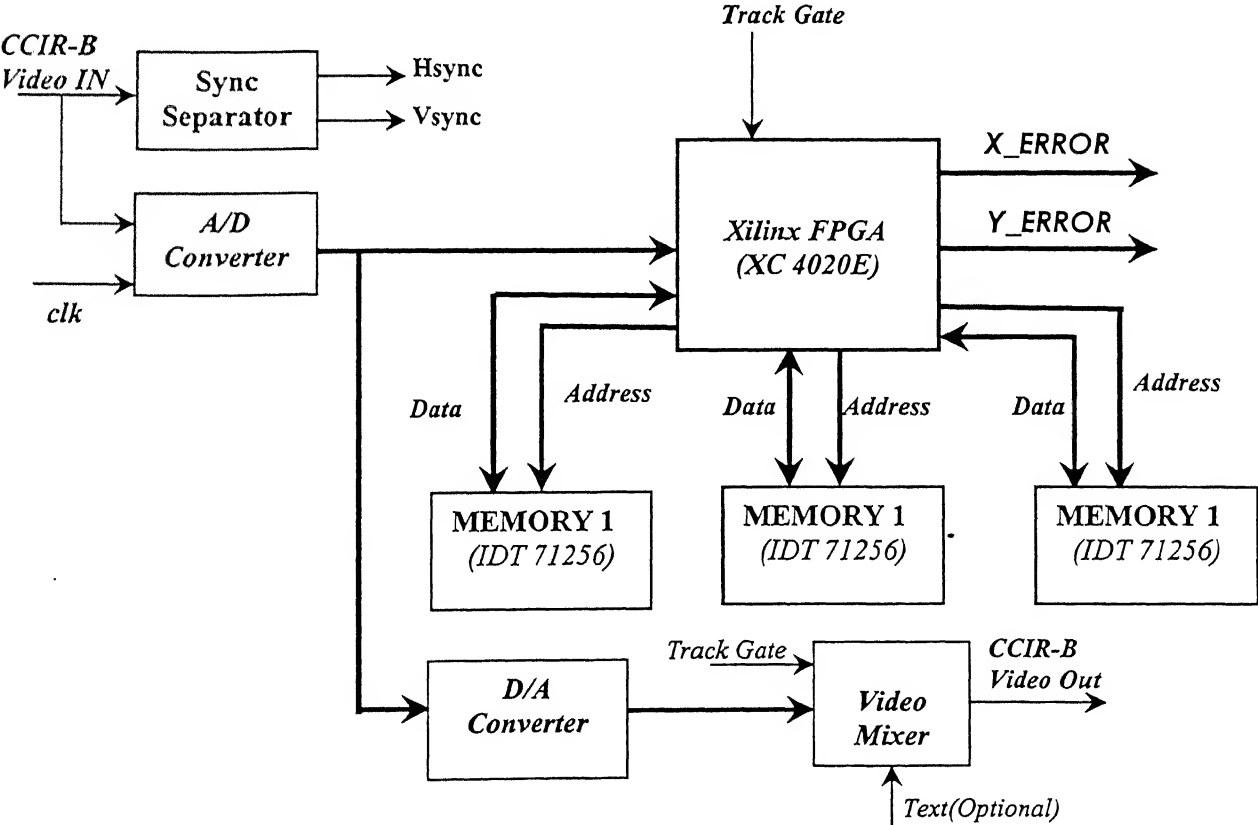 Track Gate
CCIR-B
Video IN
Sync
Separator
Hsync
Vsync
A/D
Converter
clk
Xilinx FPGA
(XC 4020E)
X_ERROR
Y_ERROR
Data
Address
Data
Address
Data
Address
MEMORY 1
(IDT 71256)
MEMORY 1
(IDT 71256)
MEMORY 1
(IDT 71256)
D/A
Converter
Track Gate
Video
Mixer
CCIR-B
Video Out
Text(Optional)